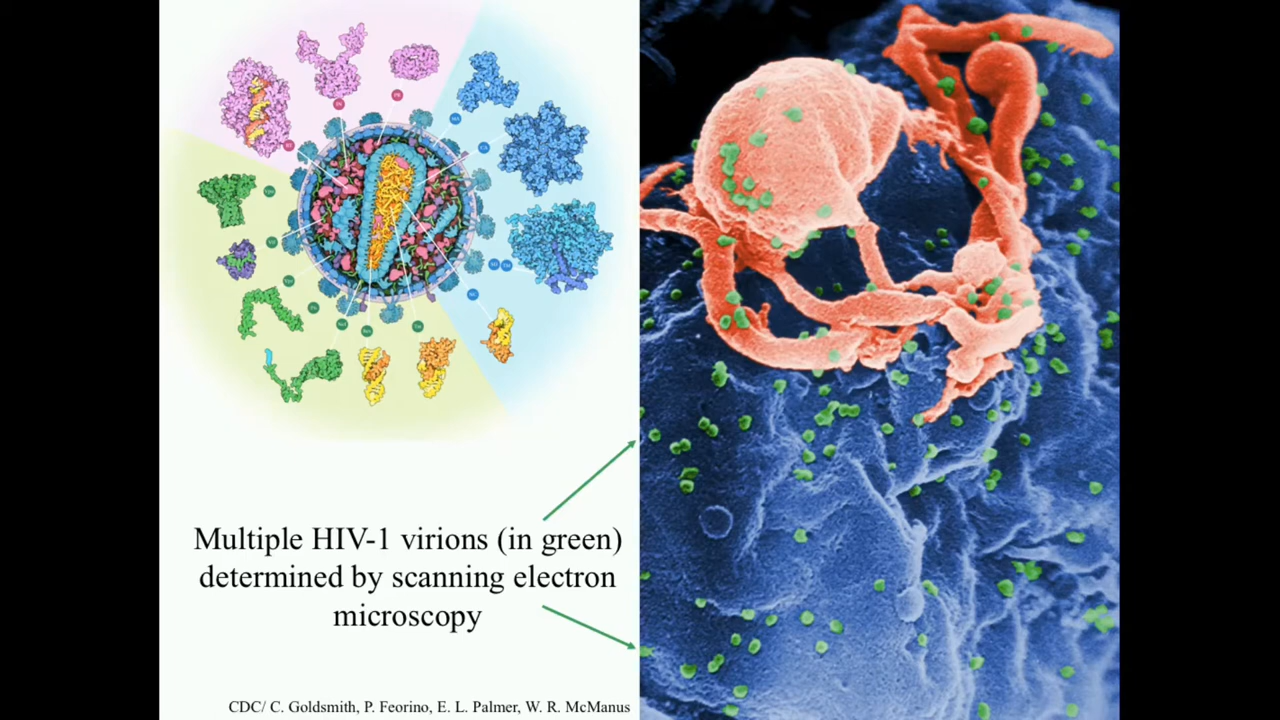 Multiple HIV-1 virions (in green)
determined by scanning electron
microscopy
CDC/ C. Goldsmith, P. Feorino, E. L. Palmer, W. R. McManus